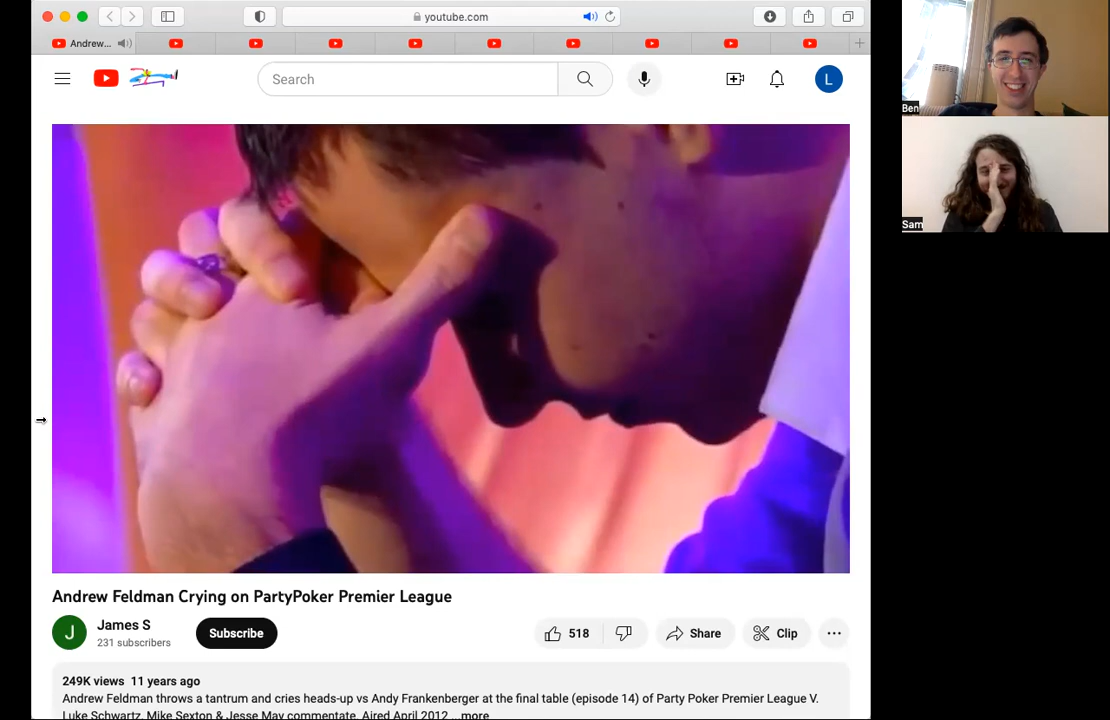 youtube.com
Andrew...
Search
L
Ben
Sam
Andrew Feldman Crying on PartyPoker Premier League
J
James S
231 subscribers
Subscribe
518
Share
Clip
249K views 11 years ago
Andrew Feldman throws a tantrum and cries heads-up vs Andy Frankenberger at the final table (episode 14) of Party Poker Premier League V.
Luke Schwartz, Mike Sexton & Jesse May commentate. Aired April 2012 ...more